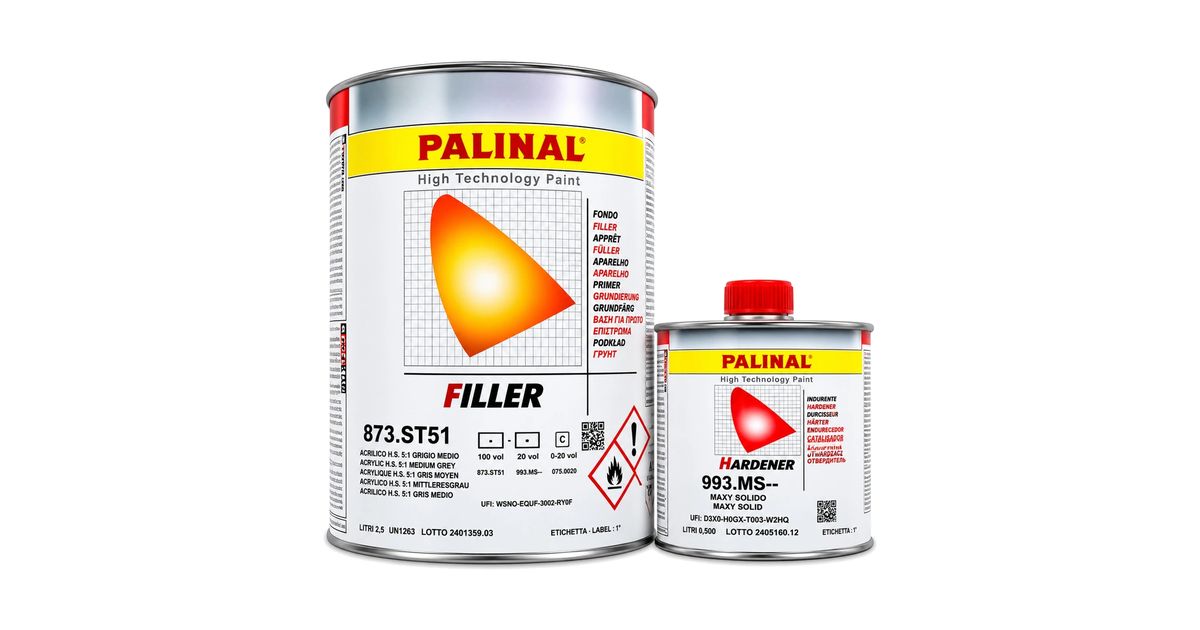 PALINAL®
High Technology Paint
FONDO
FILLER
APPRÊT
FÜLLER
APARELHO
APARELHO
PRIMER
GRUNDIERUNG
GRUNDFÄRG
ΒΑΣΗ ΓΙΑ ΠΡΩΤΟ
ΕΠΙΣΤΡΩΜΑ
PODKŁAD
ГРУНТ
FILLER
873.ST51
C
100 vol 20 vol 0-20 vol
873.ST51 993.MS-- 075.0020
ACRILICO H.S. 5:1 GRIGIO MEDIO
ACRYLIC H.S. 5:1 MEDIUM GREY
ACRYLIQUE H.S. 5:1 GRIS MOYEN
ACRYLICO H.S. 5:1 MITTLERESGRAU
ACRILICO H.S. 5:1 GRIS MEDIO
UFI: WSNO-EQUF-3002-RY0F
LITRI 2,5 UN1263 LOTTO 2401359.03 ETICHETTA - LABEL : 1"
PALINAL®
High Technology Paint
INDURENTE
HARDENER
DURCISSEUR
HÄRTER
ENDURECEDOR
CATALISADOR
ОТВЕРДИТЕЛЬ
HARDENER
993.MS--
MAXY SOLIDO
MAXY SOLID
UFI: D3X0-H0GX-T003-W2HQ
LITRI 0,500 LOTTO 2405160.12 ETICHETTA : 1"